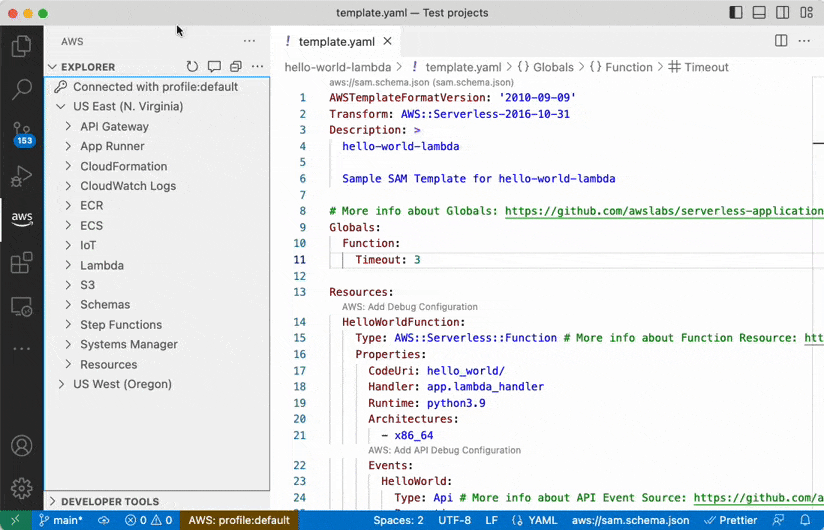 template.yaml — Test projects
AWS
EXPLORER
Connected with profile:default
US East (N. Virginia)
API Gateway
App Runner
CloudFormation
CloudWatch Logs
ECR
ECS
IoT
Lambda
S3
Schemas
Step Functions
Systems Manager
Resources
US West (Oregon)
DEVELOPER TOOLS
153
aws
! template.yaml ×
hello-world-lambda > ! template.yaml > {} Globals > {} Function > # Timeout
aws://sam.schema.json (sam.schema.json)
1 AWSTemplateFormatVersion: '2010-09-09'
2 Transform: AWS::Serverless-2016-10-31
3 Description: >
4 hello-world-lambda
5
6 Sample SAM Template for hello-world-lambda
7
8 # More info about Globals: https://github.com/awslabs/serverless-application
9 Globals:
10 Function:
11 Timeout: 3
12
13 Resources:
AWS: Add Debug Configuration
14 HelloWorldFunction:
15 Type: AWS::Serverless::Function # More info about Function Resource: htt
16 Properties:
17 CodeUri: hello_world/
18 Handler: app.lambda_handler
19 Runtime: python3.9
20 Architectures:
21 - x86_64
AWS: Add API Debug Configuration
22 Events:
23 HelloWorld:
24 Type: Api # More info about API Event Source: https://github.com/a
main* 0 0 AWS: profile:default Spaces: 2 UTF-8 LF {} YAML aws://sam.schema.json Prettier